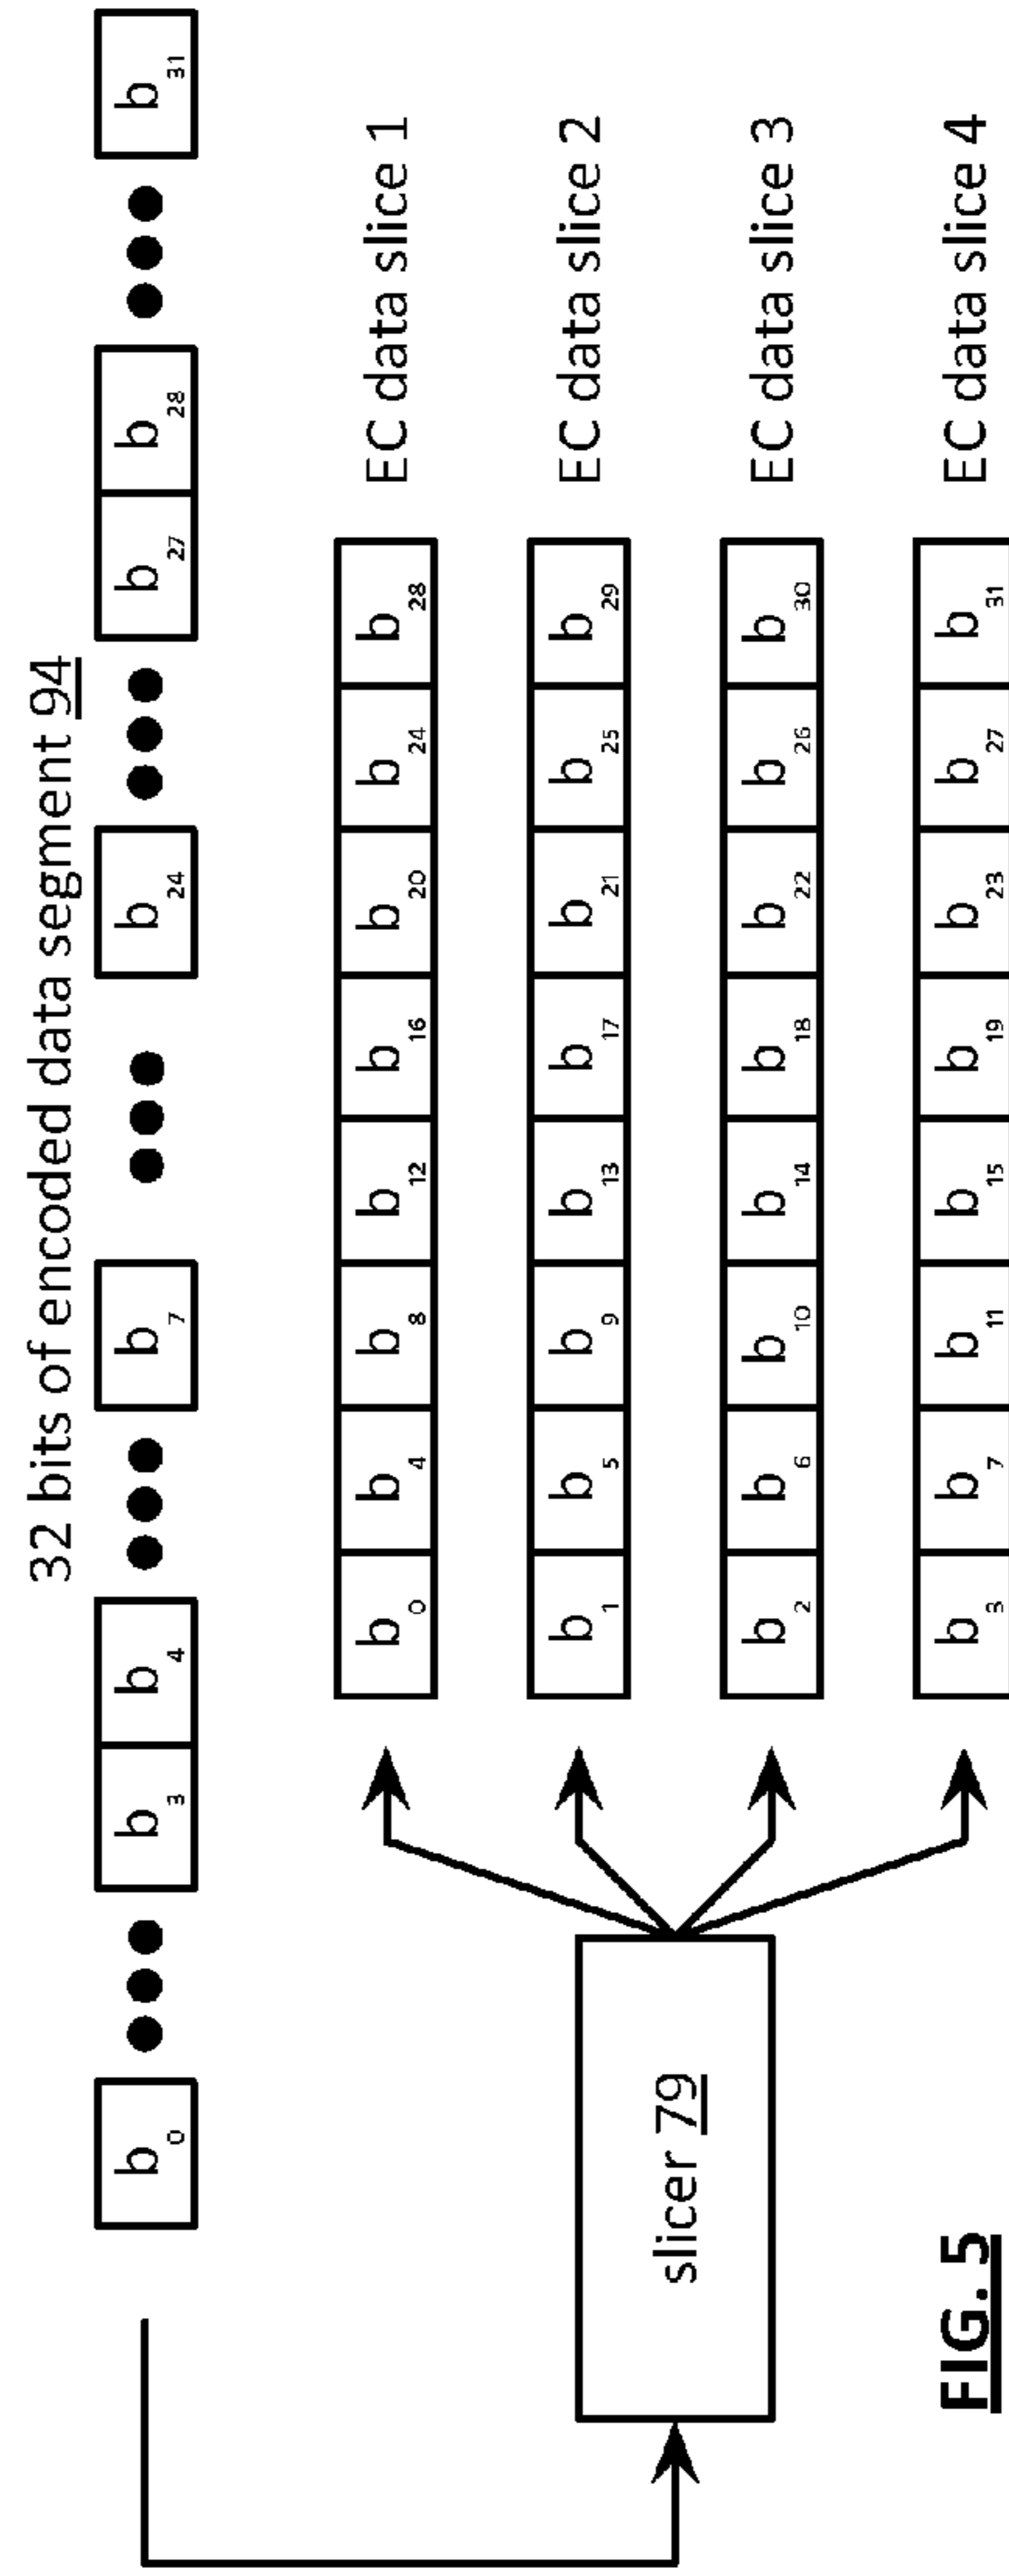 32 bits of encoded data segment 94
b0 ••• b3 b4 ••• b7 ••• b24 ••• b27 b28 ••• b31
b0 b4 b8 b12 b16 b20 b24 b28 EC data slice 1
b1 b5 b9 b13 b17 b21 b25 b29 EC data slice 2
slicer 79
b2 b6 b10 b14 b18 b22 b26 b30 EC data slice 3
b3 b7 b11 b15 b19 b23 b27 b31 EC data slice 4
FIG. 5